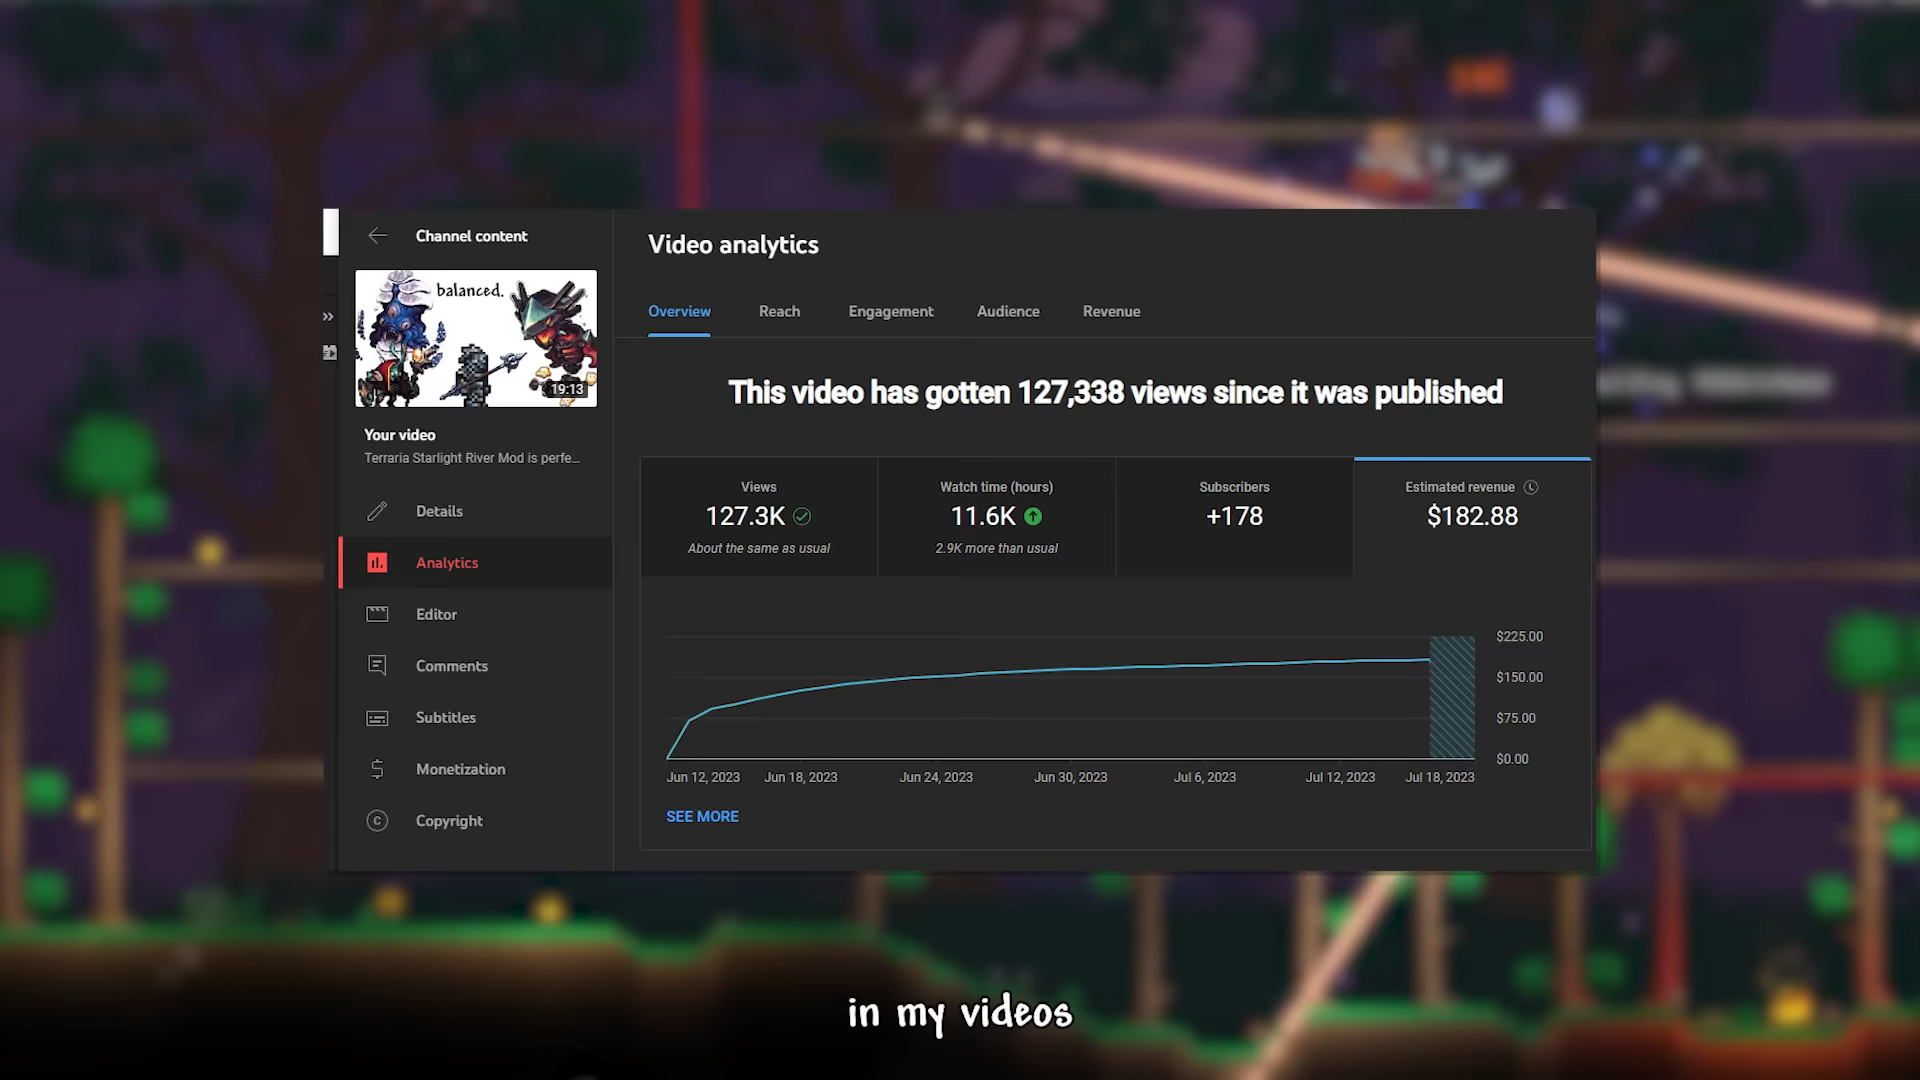 Channel content
balanced.
19:13
Your video
Terraria Starlight River Mod is perfe...
Details
Analytics
Editor
Comments
Subtitles
Monetization
Copyright
Video analytics
Overview Reach Engagement Audience Revenue
This video has gotten 127,338 views since it was published
Views
127.3K
About the same as usual
Watch time (hours)
11.6K
2.9K more than usual
Subscribers
+178
Estimated revenue
$182.88
$225.00
$150.00
$75.00
$0.00
Jun 12, 2023 Jun 18, 2023 Jun 24, 2023 Jun 30, 2023 Jul 6, 2023 Jul 12, 2023 Jul 18, 2023
SEE MORE
in my videos